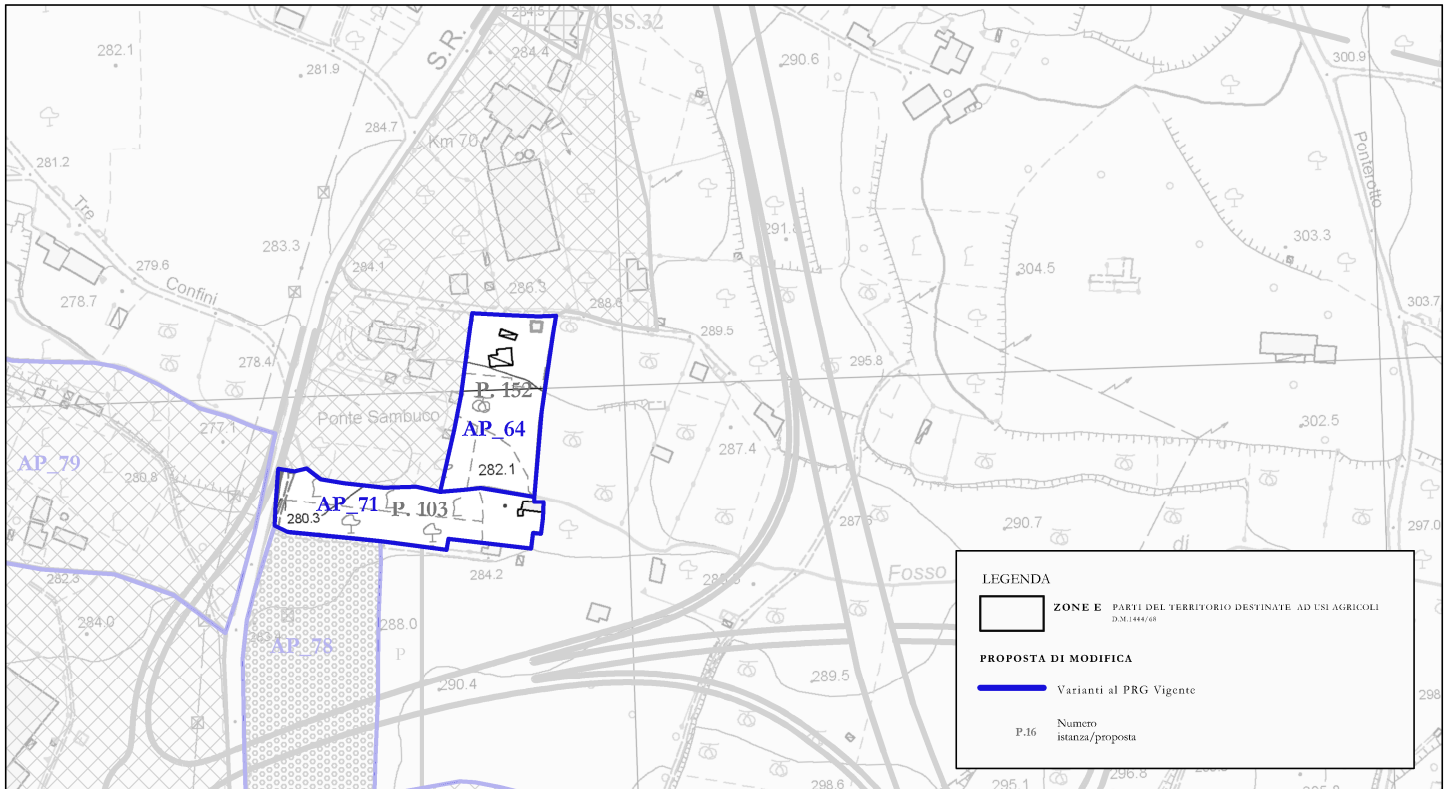 284.5
SS.32
282.1
S.R.
284.4
290.6
300.9
281.9
284.7
Km 70
281.2
Ponterotto
Tre
291.8
303.3
283.3
284.1
304.5
279.6
Confini
286.3
288.6
303.7
278.7
289.5
278.4
295.8
P. 152
Ponte Sambuco
277.1
AP_64
302.5
287.4
AP_79
282.1
280.8
AP_71
P. 103
280.3
287.5
290.7
297.0
di
Fosso
284.2
282.3
284.0
288.0
AP_78
P
289.5
290.4
298.6
295.1
296.8
LEGENDA
ZONE E PARTI DEL TERRITORIO DESTINATE AD USI AGRICOLI
D.M.1444/68
PROPOSTA DI MODIFICA
Varianti al PRG Vigente
P.16
Numero
istanza/proposta